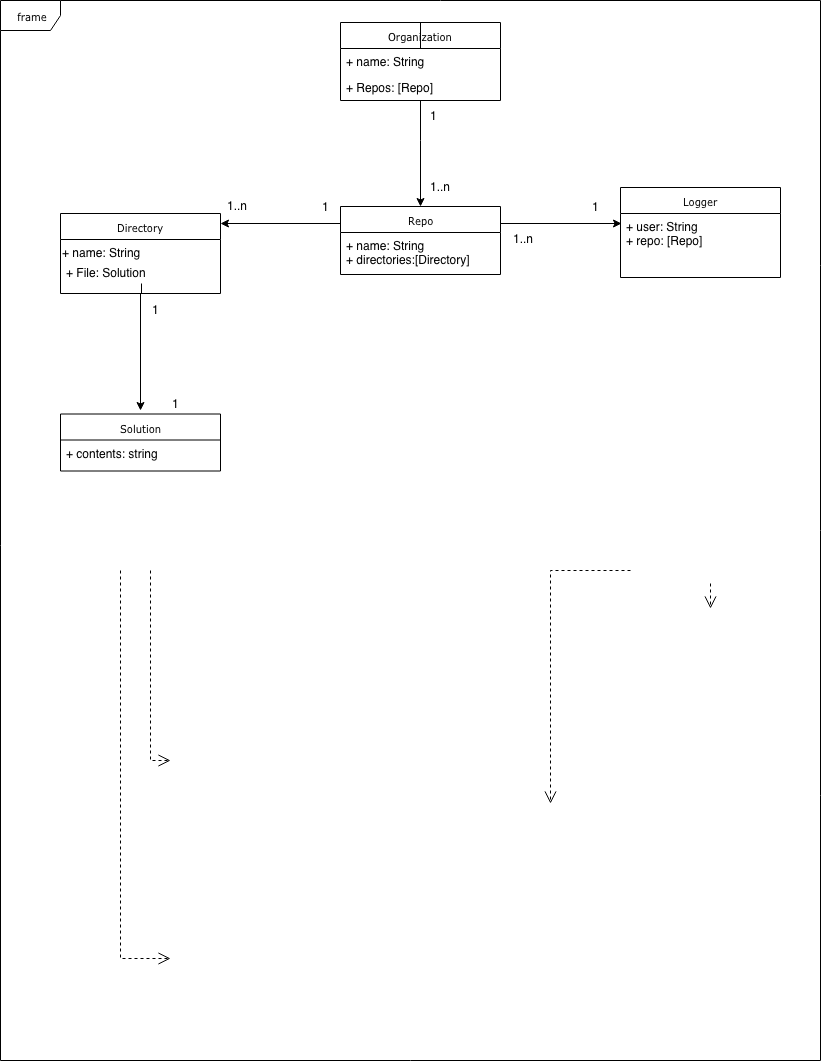 frame
Organization
+ name: String
+ Repos: [Repo]
1
1..n
1..n
1
Repo
+ name: String
+ directories:[Directory]
1
1..n
Logger
+ user: String
+ repo: [Repo]
Directory
+ name: String
+ File: Solution
1
1
Solution
+ contents: string